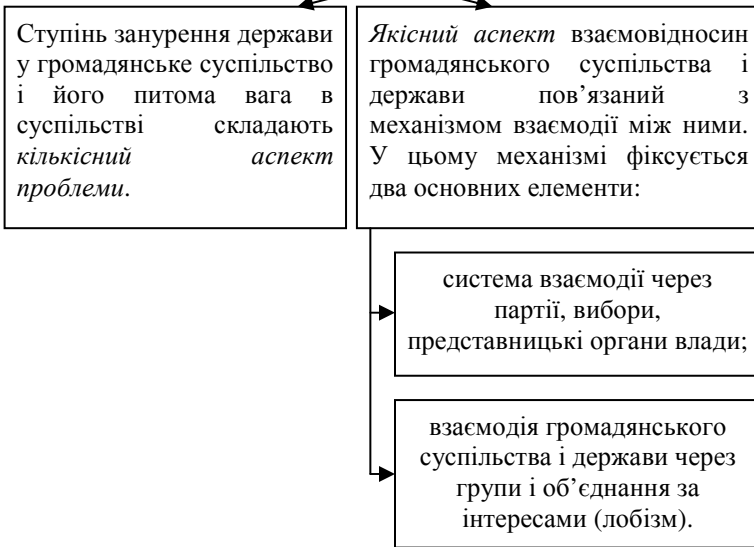 Ступінь занурення держави
у громадянське суспільство
і його питома вага в
суспільстві складають
кількісний аспект
проблеми.
Якісний аспект взаємовідносин
громадянського суспільства і
держави пов’язаний з
механізмом взаємодії між ними.
У цьому механізмі фіксується
два основних елементи:
система взаємодії через
партії, вибори,
представницькі органи влади;
взаємодія громадянського
суспільства і держави через
групи і об’єднання за
інтересами (лобізм).